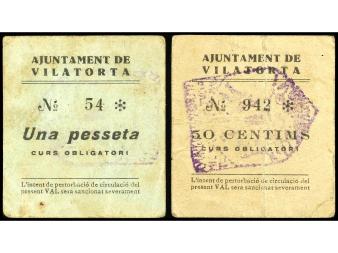 AJUNTAMENT DE
VILATORTA
Nº 54 *
Una pesseta
CURS OBLIGATORI
L'intent de pertorbació de circulació del
present VAL sera sancionat severament
AJUNTAMENT DE
VILATORTA
Nº 942 *
50 CENTIMS
CURS OBLIGATORI
L'intent de pertorbació de circulació del
present VAL sera sancionat severament